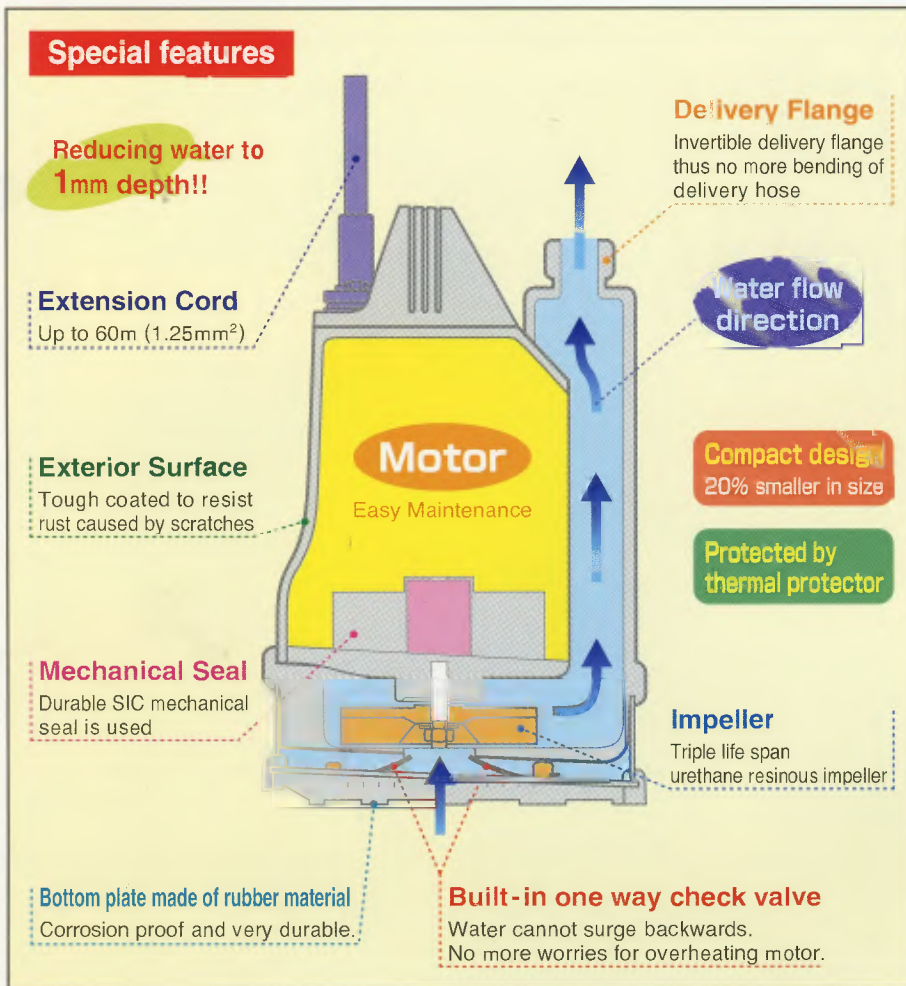 Special features
Reducing water to
1mm depth!!
Delivery Flange
Invertible delivery flange
thus no more bending of
delivery hose
Extension Cord
Up to 60m (1.25mm²)
Water flow
direction
Motor
Easy Maintenance
Exterior Surface
Tough coated to resist
rust caused by scratches
Compact design
20% smaller in size
Protected by
thermal protector
Mechanical Seal
Durable SIC mechanical
seal is used
Impeller
Triple life span
urethane resinous impeller
Bottom plate made of rubber material
Corrosion proof and very durable.
Built-in one way check valve
Water cannot surge backwards.
No more worries for overheating motor.